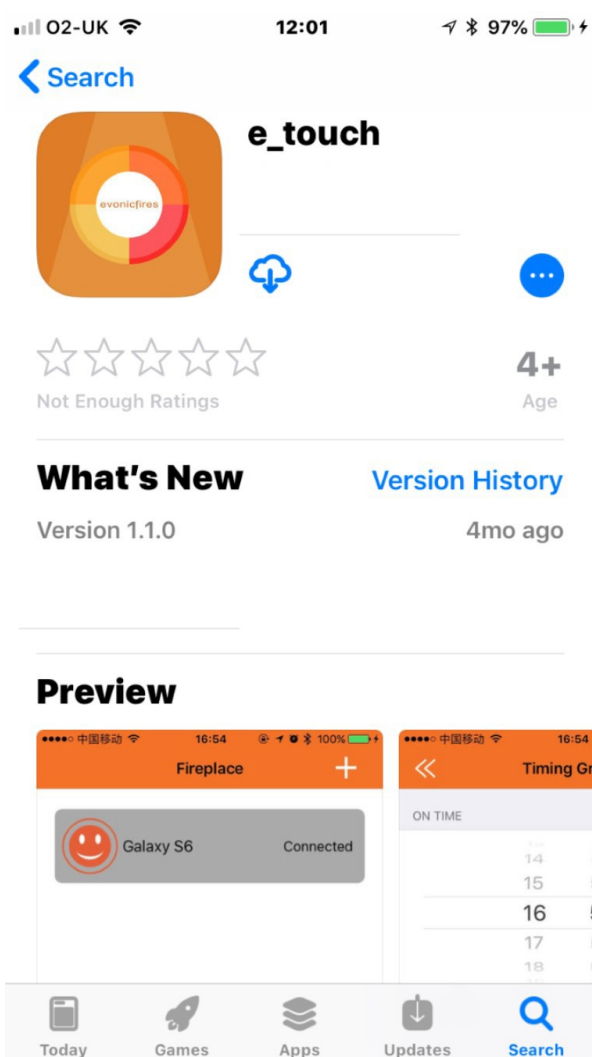 O2-UK 12:01 97%
Search
e_touch
evonicfires
Not Enough Ratings
4+
Age
What's New Version History
Version 1.1.0 4mo ago
Preview
中国移动 16:54 100%
Fireplace
Galaxy S6 Connected
中国移动 16:54
Timing Gr
ON TIME
14
15
16
17
18
Today Games Apps Updates Search